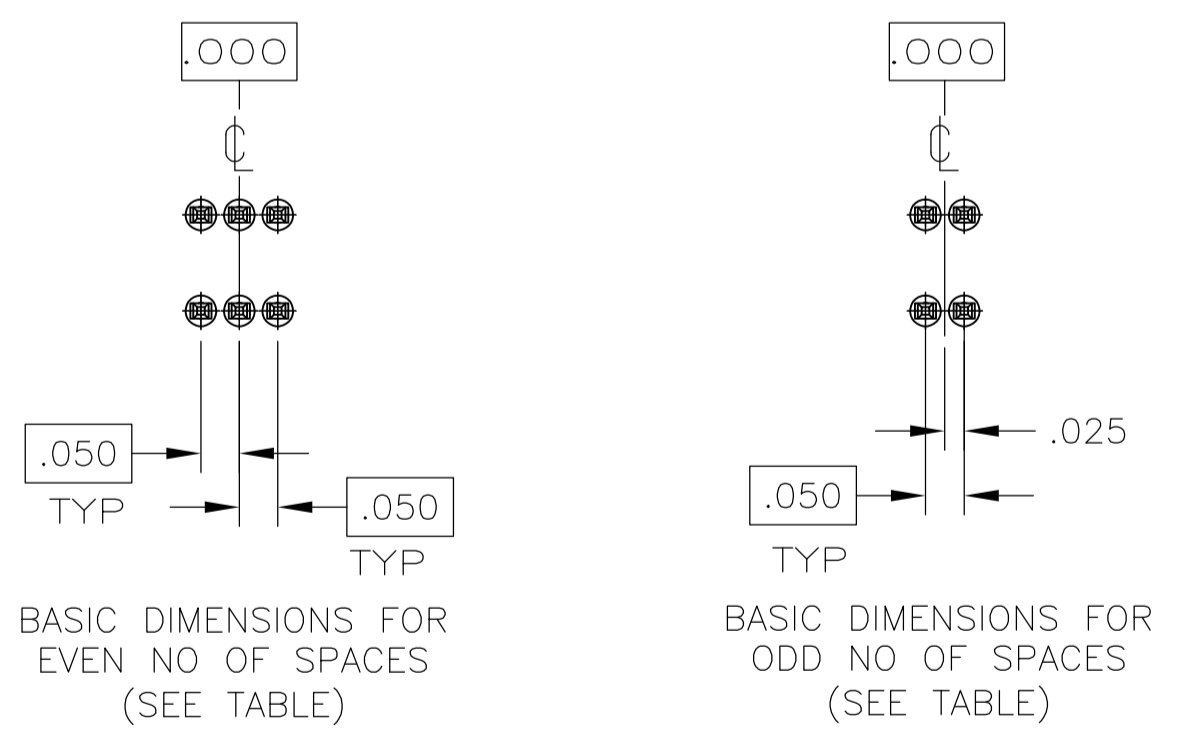 .000
℄
.050
TYP
.050
TYP
BASIC DIMENSIONS FOR
EVEN NO OF SPACES
(SEE TABLE)
.000
℄
.025
.050
TYP
BASIC DIMENSIONS FOR
ODD NO OF SPACES
(SEE TABLE)